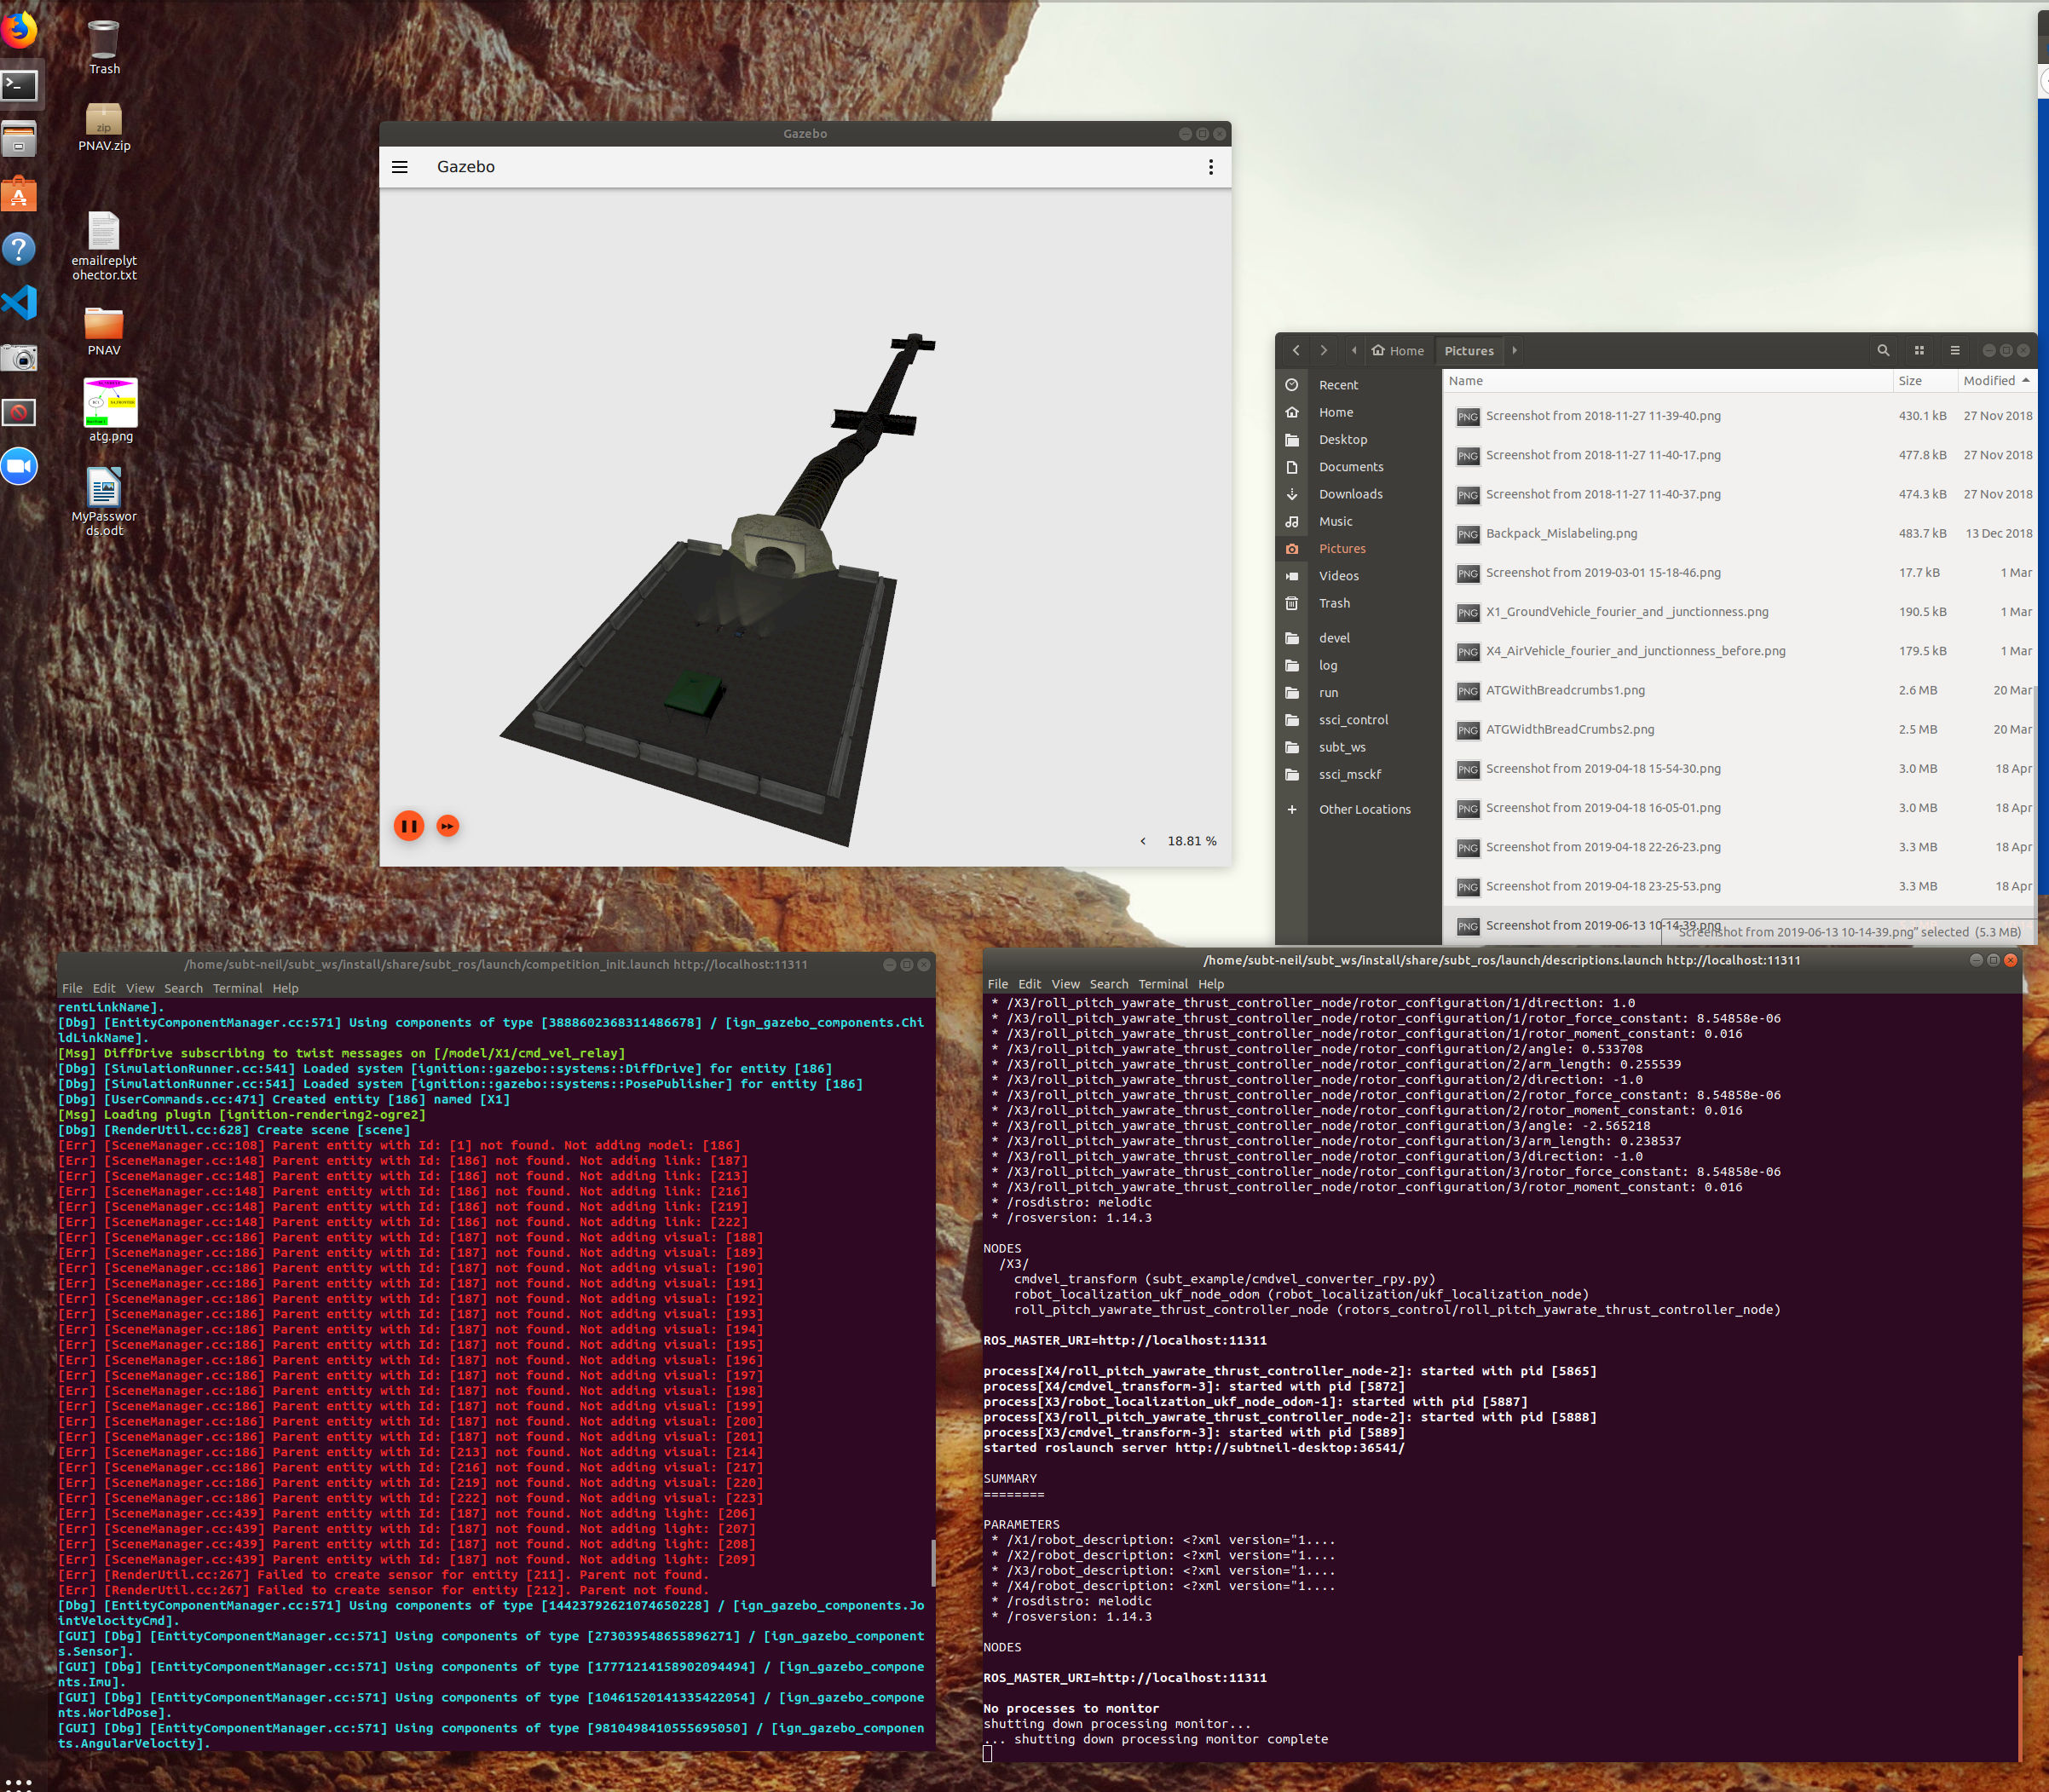 Trash
zip
PNAV.zip
emailreplyt
ohector.txt
PNAV
atg.png
MyPasswor
ds.odt
Gazebo
Gazebo
18.81 %
Home
Pictures
Recent
Home
Desktop
Documents
Downloads
Music
Pictures
Videos
Trash
devel
log
run
ssci_control
subt_ws
ssci_msckf
Other Locations
Name Size Modified
PNG Screenshot from 2018-11-27 11-39-40.png 430.1 kB 27 Nov 2018
PNG Screenshot from 2018-11-27 11-40-17.png 477.8 kB 27 Nov 2018
PNG Screenshot from 2018-11-27 11-40-37.png 474.3 kB 27 Nov 2018
PNG Backpack_Mislabeling.png 483.7 kB 13 Dec 2018
PNG Screenshot from 2019-03-01 15-18-46.png 17.7 kB 1 Mar
PNG X1_GroundVehicle_fourier_and _junctionness.png 190.5 kB 1 Mar
PNG X4_AirVehicle_fourier_and_junctionness_before.png 179.5 kB 1 Mar
PNG ATGWithBreadcrumbs1.png 2.6 MB 20 Mar
PNG ATGWidthBreadCrumbs2.png 2.5 MB 20 Mar
PNG Screenshot from 2019-04-18 15-54-30.png 3.0 MB 18 Apr
PNG Screenshot from 2019-04-18 16-05-01.png 3.0 MB 18 Apr
PNG Screenshot from 2019-04-18 22-26-23.png 3.3 MB 18 Apr
PNG Screenshot from 2019-04-18 23-25-53.png 3.3 MB 18 Apr
PNG Screenshot from 2019-06-13 10-14-39.png
Screenshot from 2019-06-13 10-14-39.png" selected (5.3 MB)
/home/subt-neil/subt_ws/install/share/subt_ros/launch/competition_init.launch http://localhost:11311
File Edit View Search Terminal Help
rentLinkName].
[Dbg] [EntityComponentManager.cc:571] Using components of type [3888602368311486678] / [ign_gazebo_components.Chi
ldLinkName].
[Msg] DiffDrive subscribing to twist messages on [/model/X1/cmd_vel_relay]
[Dbg] [SimulationRunner.cc:541] Loaded system [ignition::gazebo::systems::DiffDrive] for entity [186]
[Dbg] [SimulationRunner.cc:541] Loaded system [ignition::gazebo::systems::PosePublisher] for entity [186]
[Dbg] [UserCommands.cc:471] Created entity [186] named [X1]
[Msg] Loading plugin [ignition-rendering2-ogre2]
[Dbg] [RenderUtil.cc:628] Create scene [scene]
[Err] [SceneManager.cc:108] Parent entity with Id: [1] not found. Not adding model: [186]
[Err] [SceneManager.cc:148] Parent entity with Id: [186] not found. Not adding link: [187]
[Err] [SceneManager.cc:148] Parent entity with Id: [186] not found. Not adding link: [213]
[Err] [SceneManager.cc:148] Parent entity with Id: [186] not found. Not adding link: [216]
[Err] [SceneManager.cc:148] Parent entity with Id: [186] not found. Not adding link: [219]
[Err] [SceneManager.cc:148] Parent entity with Id: [186] not found. Not adding link: [222]
[Err] [SceneManager.cc:186] Parent entity with Id: [187] not found. Not adding visual: [188]
[Err] [SceneManager.cc:186] Parent entity with Id: [187] not found. Not adding visual: [189]
[Err] [SceneManager.cc:186] Parent entity with Id: [187] not found. Not adding visual: [190]
[Err] [SceneManager.cc:186] Parent entity with Id: [187] not found. Not adding visual: [191]
[Err] [SceneManager.cc:186] Parent entity with Id: [187] not found. Not adding visual: [192]
[Err] [SceneManager.cc:186] Parent entity with Id: [187] not found. Not adding visual: [193]
[Err] [SceneManager.cc:186] Parent entity with Id: [187] not found. Not adding visual: [194]
[Err] [SceneManager.cc:186] Parent entity with Id: [187] not found. Not adding visual: [195]
[Err] [SceneManager.cc:186] Parent entity with Id: [187] not found. Not adding visual: [196]
[Err] [SceneManager.cc:186] Parent entity with Id: [187] not found. Not adding visual: [197]
[Err] [SceneManager.cc:186] Parent entity with Id: [187] not found. Not adding visual: [198]
[Err] [SceneManager.cc:186] Parent entity with Id: [187] not found. Not adding visual: [199]
[Err] [SceneManager.cc:186] Parent entity with Id: [187] not found. Not adding visual: [200]
[Err] [SceneManager.cc:186] Parent entity with Id: [187] not found. Not adding visual: [201]
[Err] [SceneManager.cc:186] Parent entity with Id: [213] not found. Not adding visual: [214]
[Err] [SceneManager.cc:186] Parent entity with Id: [216] not found. Not adding visual: [217]
[Err] [SceneManager.cc:186] Parent entity with Id: [219] not found. Not adding visual: [220]
[Err] [SceneManager.cc:186] Parent entity with Id: [222] not found. Not adding visual: [223]
[Err] [SceneManager.cc:439] Parent entity with Id: [187] not found. Not adding light: [206]
[Err] [SceneManager.cc:439] Parent entity with Id: [187] not found. Not adding light: [207]
[Err] [SceneManager.cc:439] Parent entity with Id: [187] not found. Not adding light: [208]
[Err] [SceneManager.cc:439] Parent entity with Id: [187] not found. Not adding light: [209]
[Err] [RenderUtil.cc:267] Failed to create sensor for entity [211]. Parent not found.
[Err] [RenderUtil.cc:267] Failed to create sensor for entity [212]. Parent not found.
[Dbg] [EntityComponentManager.cc:571] Using components of type [14423792621074650228] / [ign_gazebo_components.Jo
intVelocityCmd].
[GUI] [Dbg] [EntityComponentManager.cc:571] Using components of type [273039548655896271] / [ign_gazebo_component
s.Sensor].
[GUI] [Dbg] [EntityComponentManager.cc:571] Using components of type [17771214158902094494] / [ign_gazebo_compone
nts.Imu].
[GUI] [Dbg] [EntityComponentManager.cc:571] Using components of type [10461520141335422054] / [ign_gazebo_compone
nts.WorldPose].
[GUI] [Dbg] [EntityComponentManager.cc:571] Using components of type [9810498410555695050] / [ign_gazebo_componen
ts.AngularVelocity].
/home/subt-neil/subt_ws/install/share/subt_ros/launch/descriptions.launch http://localhost:11311
File Edit View Search Terminal Help
* /X3/roll_pitch_yawrate_thrust_controller_node/rotor_configuration/1/direction: 1.0
* /X3/roll_pitch_yawrate_thrust_controller_node/rotor_configuration/1/rotor_force_constant: 8.54858e-06
* /X3/roll_pitch_yawrate_thrust_controller_node/rotor_configuration/1/rotor_moment_constant: 0.016
* /X3/roll_pitch_yawrate_thrust_controller_node/rotor_configuration/2/angle: 0.533708
* /X3/roll_pitch_yawrate_thrust_controller_node/rotor_configuration/2/arm_length: 0.255539
* /X3/roll_pitch_yawrate_thrust_controller_node/rotor_configuration/2/direction: -1.0
* /X3/roll_pitch_yawrate_thrust_controller_node/rotor_configuration/2/rotor_force_constant: 8.54858e-06
* /X3/roll_pitch_yawrate_thrust_controller_node/rotor_configuration/2/rotor_moment_constant: 0.016
* /X3/roll_pitch_yawrate_thrust_controller_node/rotor_configuration/3/angle: -2.565218
* /X3/roll_pitch_yawrate_thrust_controller_node/rotor_configuration/3/arm_length: 0.238537
* /X3/roll_pitch_yawrate_thrust_controller_node/rotor_configuration/3/direction: -1.0
* /X3/roll_pitch_yawrate_thrust_controller_node/rotor_configuration/3/rotor_force_constant: 8.54858e-06
* /X3/roll_pitch_yawrate_thrust_controller_node/rotor_configuration/3/rotor_moment_constant: 0.016
* /rosdistro: melodic
* /rosversion: 1.14.3
NODES
/X3/
cmdvel_transform (subt_example/cmdvel_converter_rpy.py)
robot_localization_ukf_node_odom (robot_localization/ukf_localization_node)
roll_pitch_yawrate_thrust_controller_node (rotors_control/roll_pitch_yawrate_thrust_controller_node)
ROS_MASTER_URI=http://localhost:11311
process[X4/roll_pitch_yawrate_thrust_controller_node-2]: started with pid [5865]
process[X4/cmdvel_transform-3]: started with pid [5872]
process[X3/robot_localization_ukf_node_odom-1]: started with pid [5887]
process[X3/roll_pitch_yawrate_thrust_controller_node-2]: started with pid [5888]
process[X3/cmdvel_transform-3]: started with pid [5889]
started roslaunch server http://subtneil-desktop:36541/
SUMMARY
========
PARAMETERS
* /X1/robot_description: <?xml version="1....
* /X2/robot_description: <?xml version="1....
* /X3/robot_description: <?xml version="1....
* /X4/robot_description: <?xml version="1....
* /rosdistro: melodic
* /rosversion: 1.14.3
NODES
ROS_MASTER_URI=http://localhost:11311
No processes to monitor
shutting down processing monitor...
... shutting down processing monitor complete